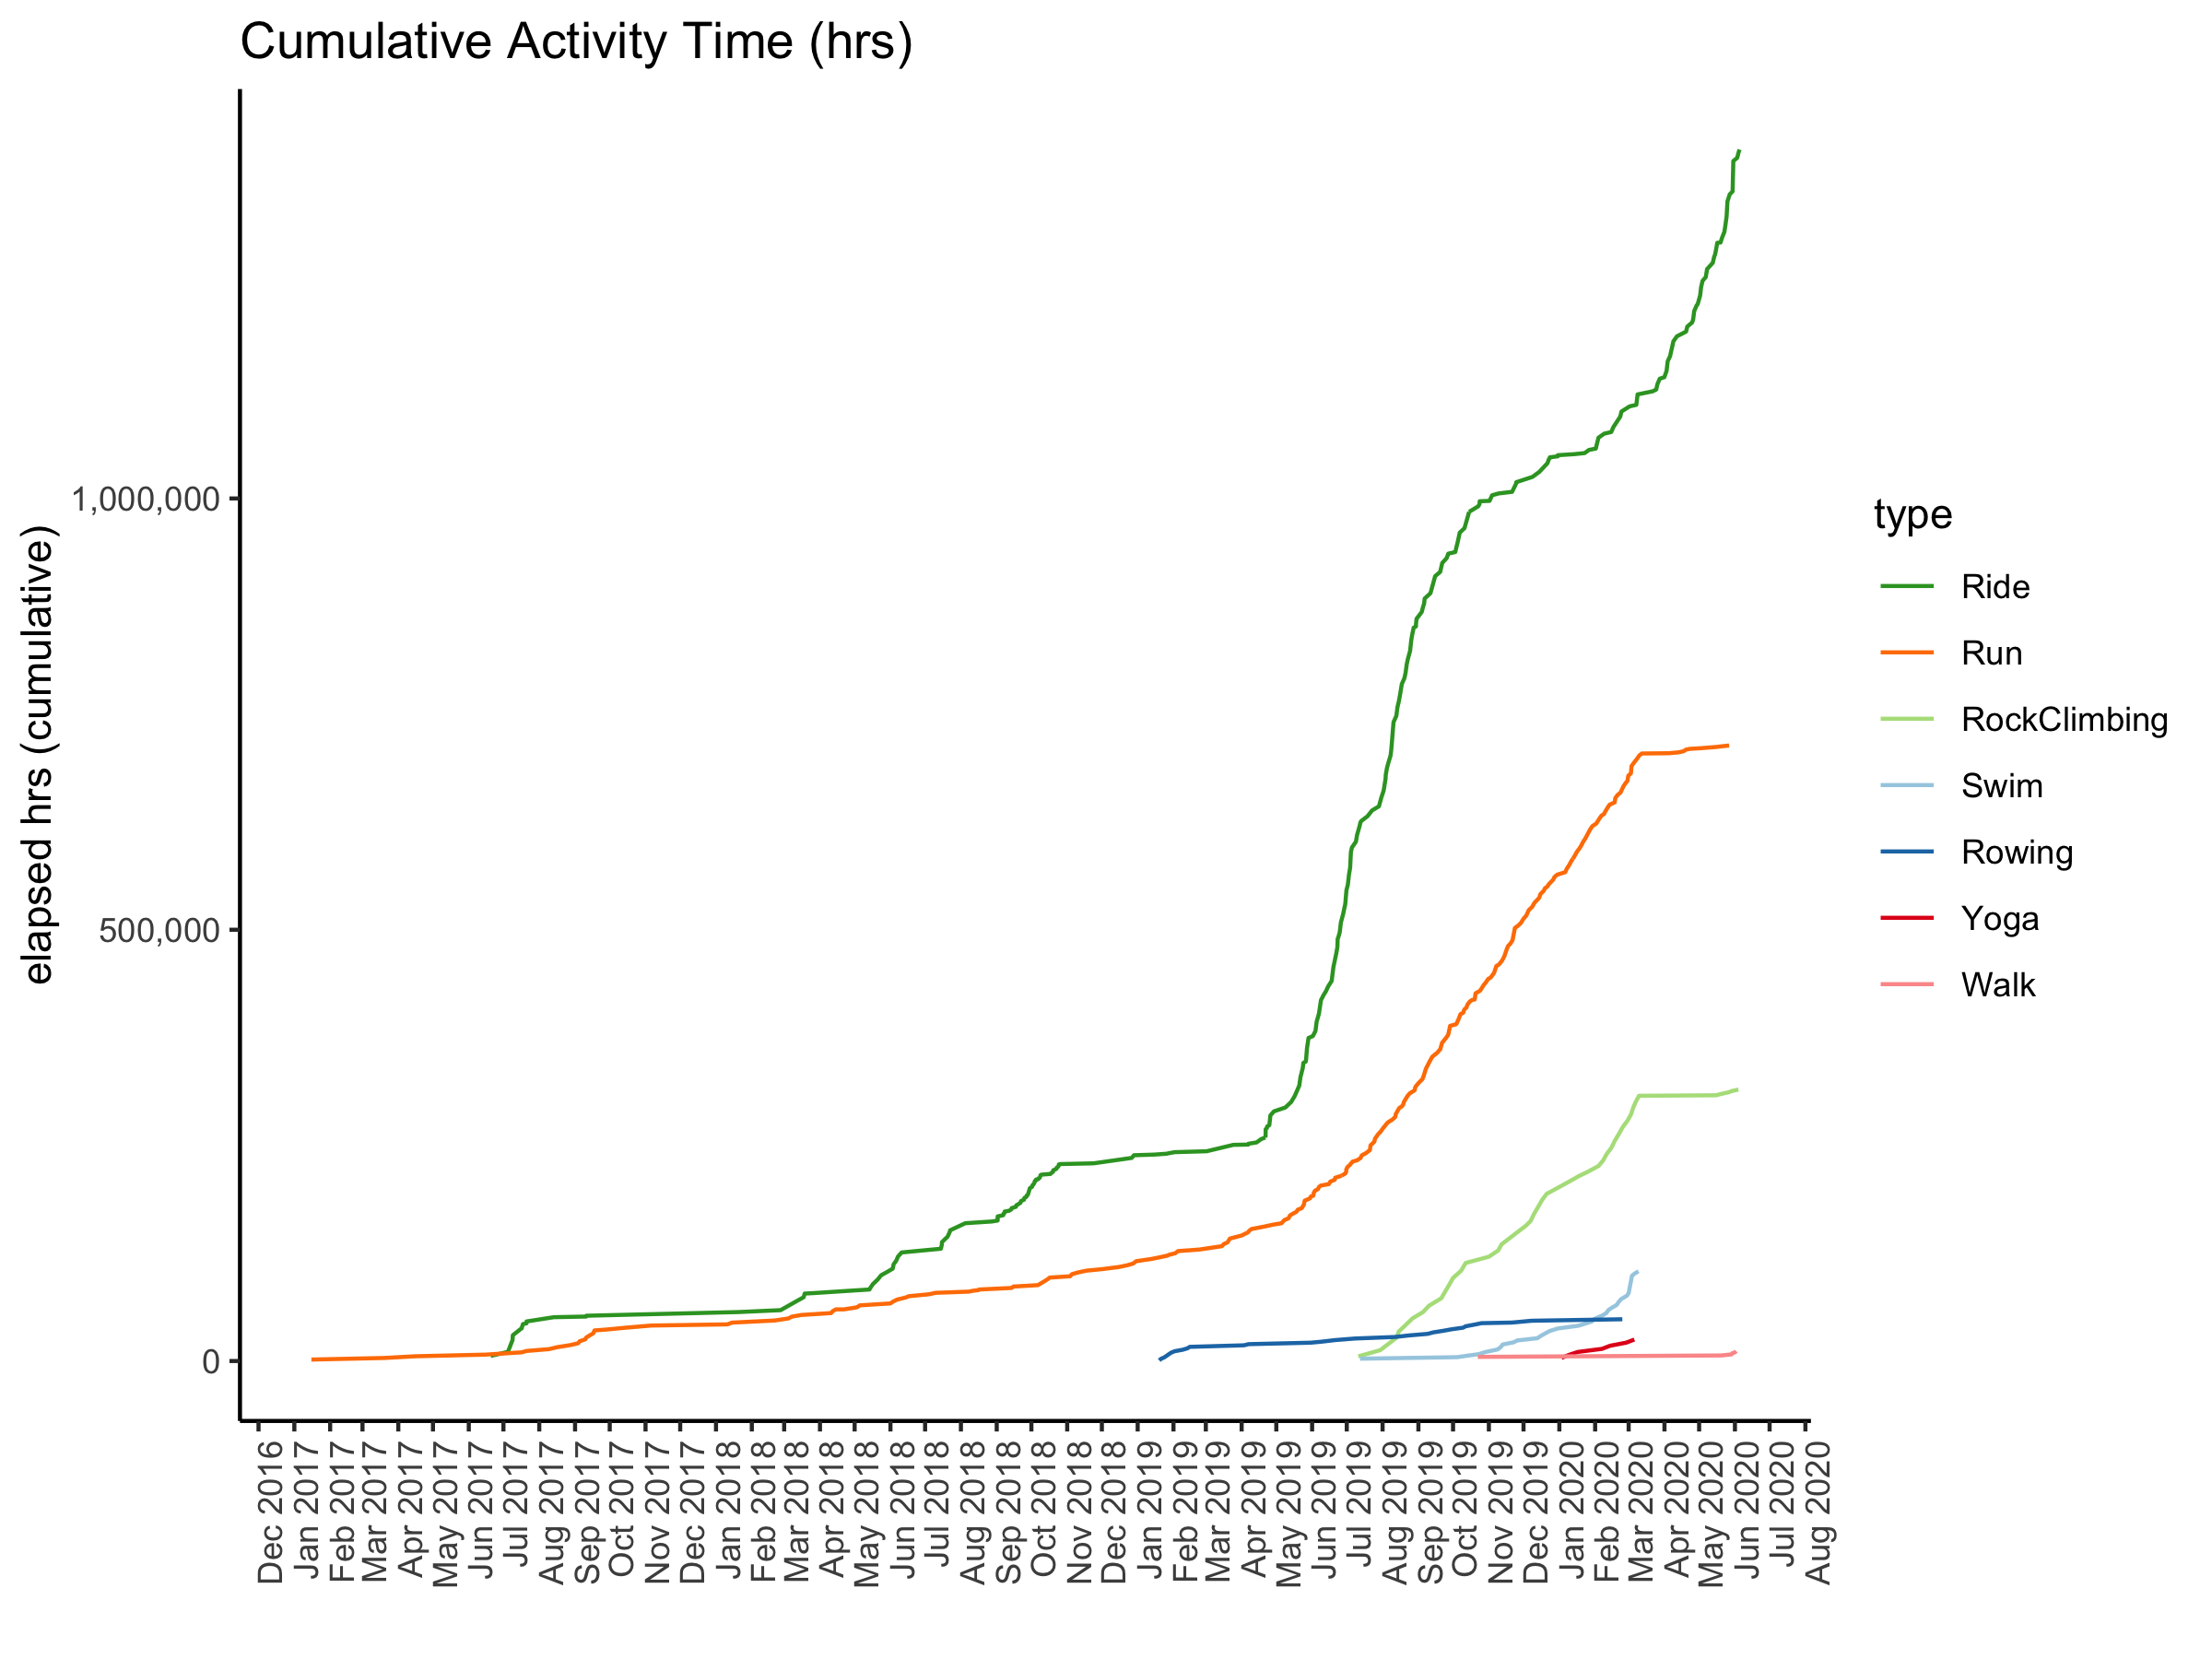 Cumulative Activity Time (hrs)
elapsed hrs (cumulative)
1,000,000
500,000
0
Dec 2016
Jan 2017
Feb 2017
Mar 2017
Apr 2017
May 2017
Jun 2017
Jul 2017
Aug 2017
Sep 2017
Oct 2017
Nov 2017
Dec 2017
Jan 2018
Feb 2018
Mar 2018
Apr 2018
May 2018
Jun 2018
Jul 2018
Aug 2018
Sep 2018
Oct 2018
Nov 2018
Dec 2018
Jan 2019
Feb 2019
Mar 2019
Apr 2019
May 2019
Jun 2019
Jul 2019
Aug 2019
Sep 2019
Oct 2019
Nov 2019
Dec 2019
Jan 2020
Feb 2020
Mar 2020
Apr 2020
May 2020
Jun 2020
Jul 2020
Aug 2020
type
Ride
Run
RockClimbing
Swim
Rowing
Yoga
Walk